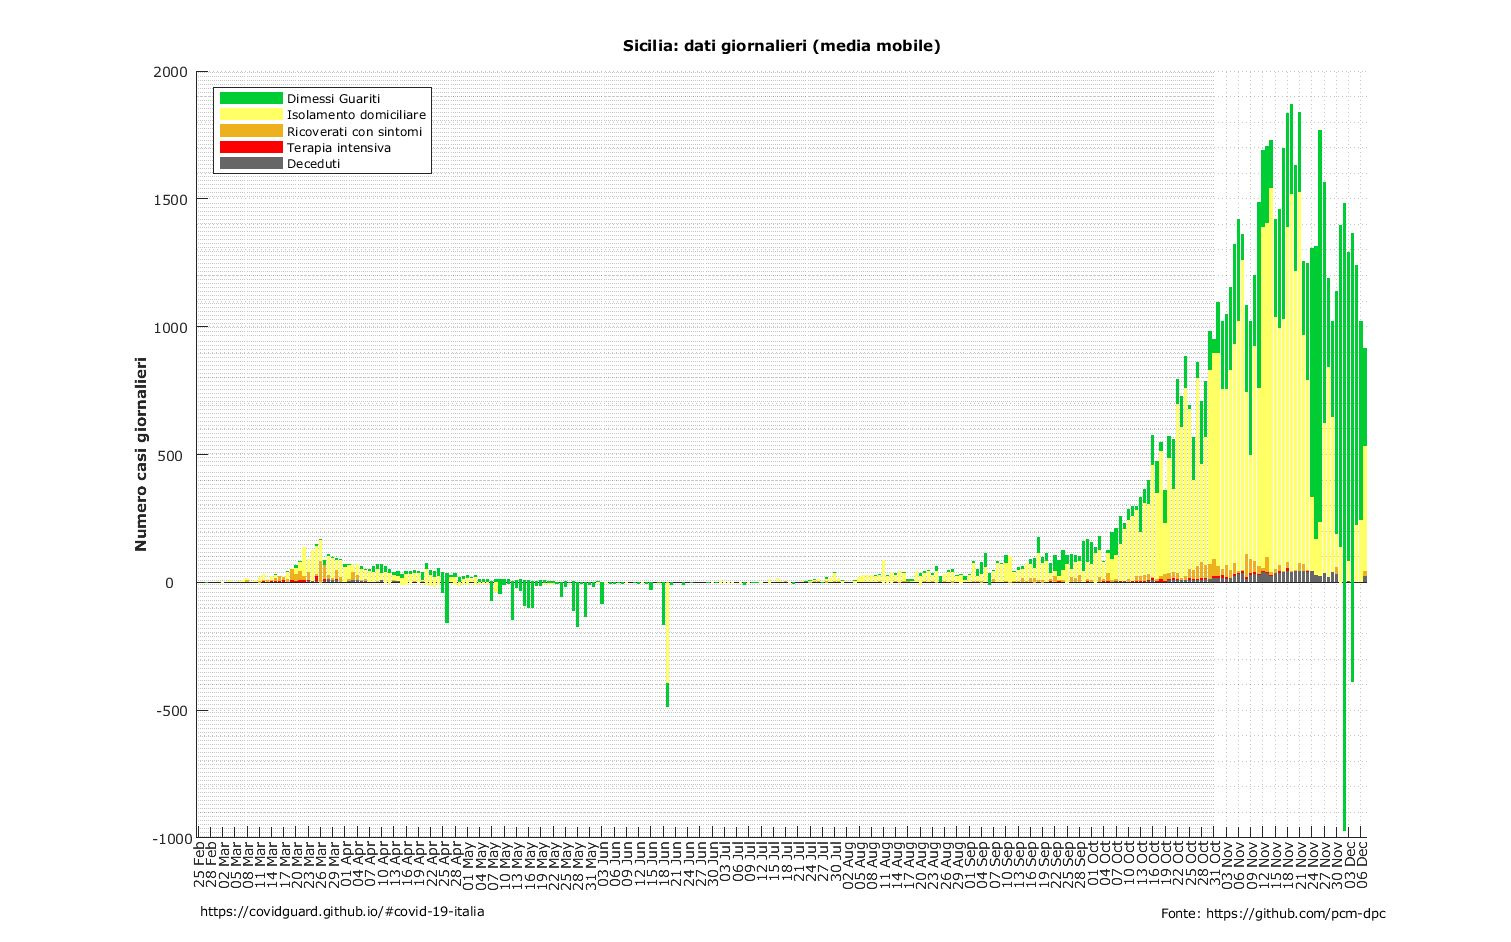 Sicilia: dati giornalieri (media mobile)
Dimessi Guariti
Isolamento domiciliare
Ricoverati con sintomi
Terapia intensiva
Deceduti
Numero casi giornalieri
2000
1500
1000
500
0
-500
-1000
25 Feb
28 Feb
02 Mar
05 Mar
08 Mar
11 Mar
14 Mar
17 Mar
20 Mar
23 Mar
26 Mar
29 Mar
01 Apr
04 Apr
07 Apr
10 Apr
13 Apr
16 Apr
19 Apr
22 Apr
25 Apr
28 Apr
01 May
04 May
07 May
10 May
13 May
16 May
19 May
22 May
25 May
28 May
31 May
03 Jun
06 Jun
09 Jun
12 Jun
15 Jun
18 Jun
21 Jun
24 Jun
27 Jun
30 Jun
03 Jul
06 Jul
09 Jul
12 Jul
15 Jul
18 Jul
21 Jul
24 Jul
27 Jul
30 Jul
02 Aug
05 Aug
08 Aug
11 Aug
14 Aug
17 Aug
20 Aug
23 Aug
26 Aug
29 Aug
01 Sep
04 Sep
07 Sep
10 Sep
13 Sep
16 Sep
19 Sep
22 Sep
25 Sep
28 Sep
01 Oct
04 Oct
07 Oct
10 Oct
13 Oct
16 Oct
19 Oct
22 Oct
25 Oct
28 Oct
31 Oct
03 Nov
06 Nov
09 Nov
12 Nov
15 Nov
18 Nov
21 Nov
24 Nov
27 Nov
30 Nov
03 Dec
06 Dec
https://covidguard.github.io/#covid-19-italia
Fonte: https://github.com/pcm-dpc